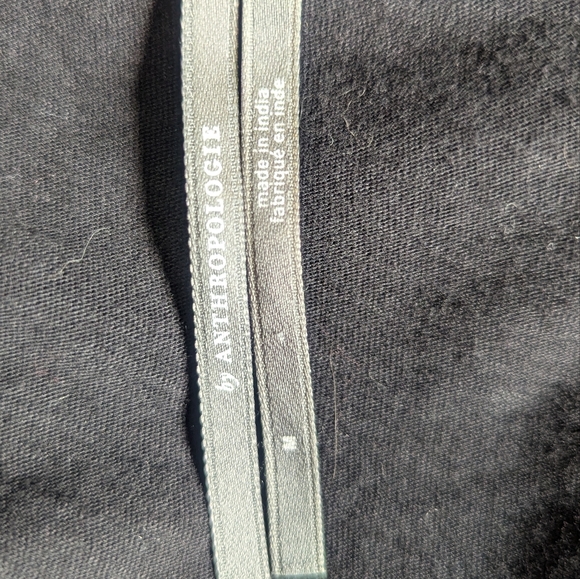 by ANTHROPOLOGIE
made in India
fabriqué en Inde
M